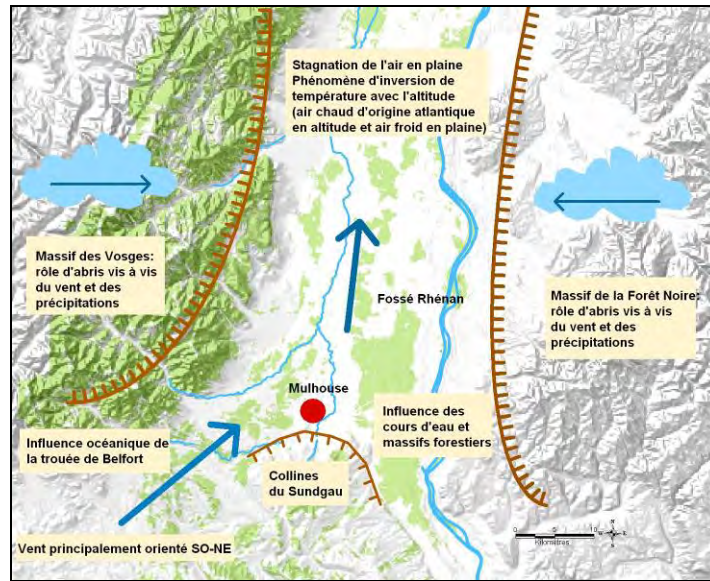 Stagnation de l'air en plaine
Phénomène d'inversion de
température avec l'altitude
(air chaud d'origine atlantique
en altitude et air froid en plaine)
Massif des Vosges:
rôle d'abris vis à vis
du vent et des
précipitations
Fossé Rhénan
Massif de la Forêt Noire:
rôle d'abris vis à vis
du vent et des
précipitations
Mulhouse
Influence océanique de
la trouée de Belfort
Influence des
cours d'eau et
massifs forestiers
Collines
du Sundgau
Vent principalement orienté SO-NE
0 5 10
Kilomètres